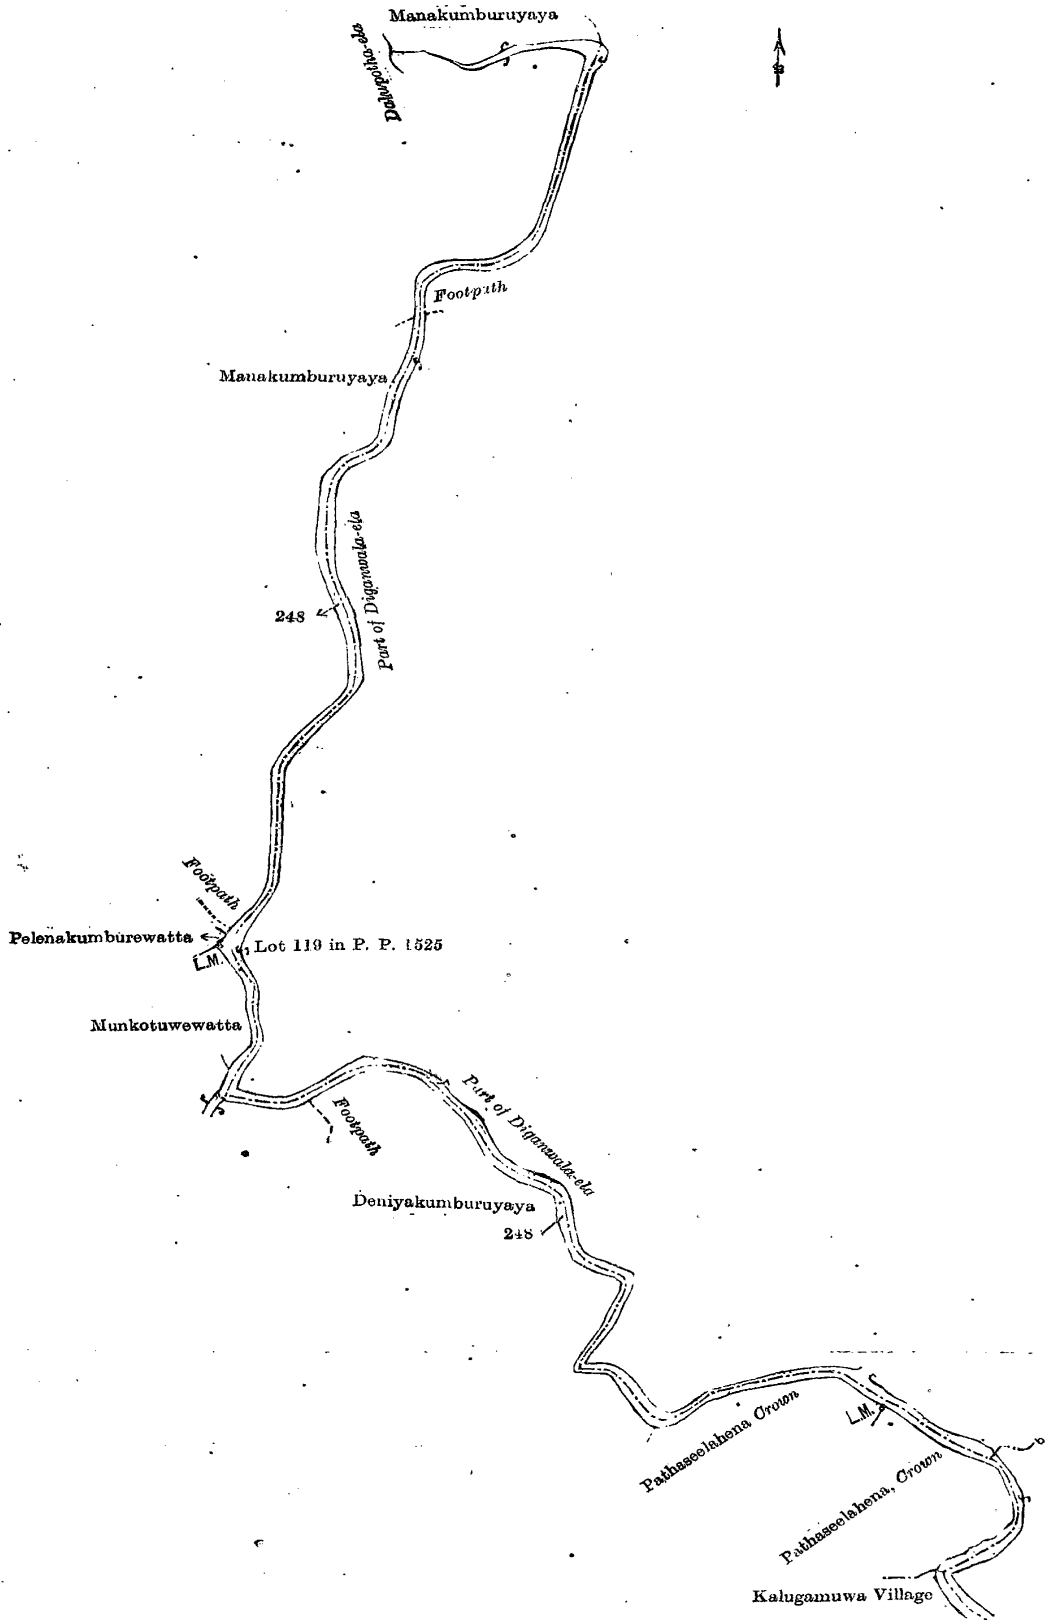 Manakumburuyaya
Dalupotha-ela
Footpath
Manakumburuyaya
Part of Diganwala-ela
248
Footpath
Pelenakumburewatta
Lot 119 in P. P. 1525
L.M.
Munkotuwewatta
Footpath
Part of Diganwala-ela
Deniyakumburuyaya
248
Pathaseelahena Crown
L.M.
Pathaseelahena, Crown
Kalugamuwa Village